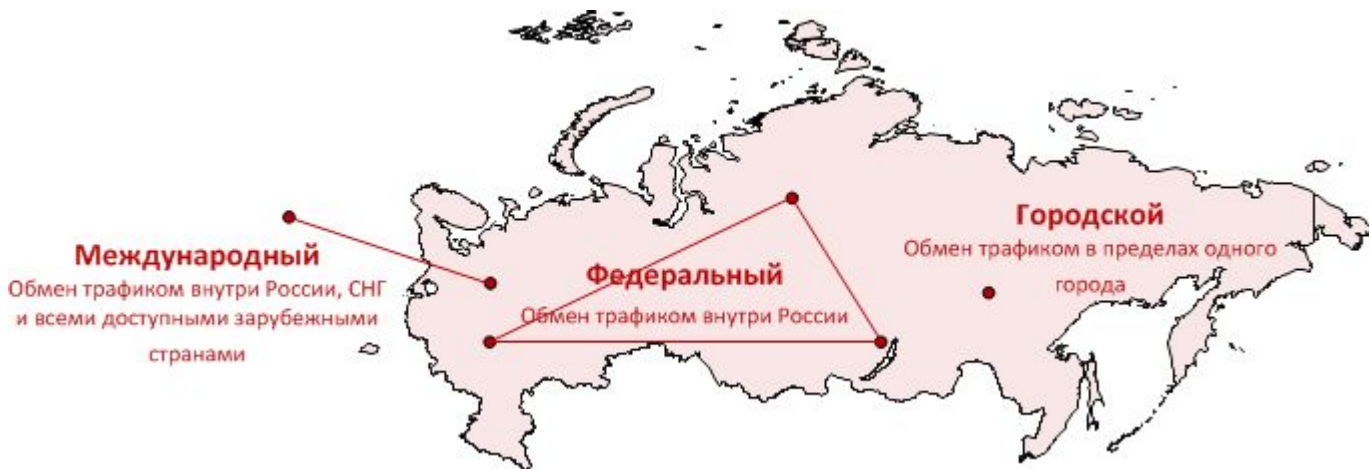 Международный
Обмен трафиком внутри России, СНГ
и всеми доступными зарубежными
странами
Федеральный
Обмен трафиком внутри России
Городской
Обмен трафиком в пределах одного
города